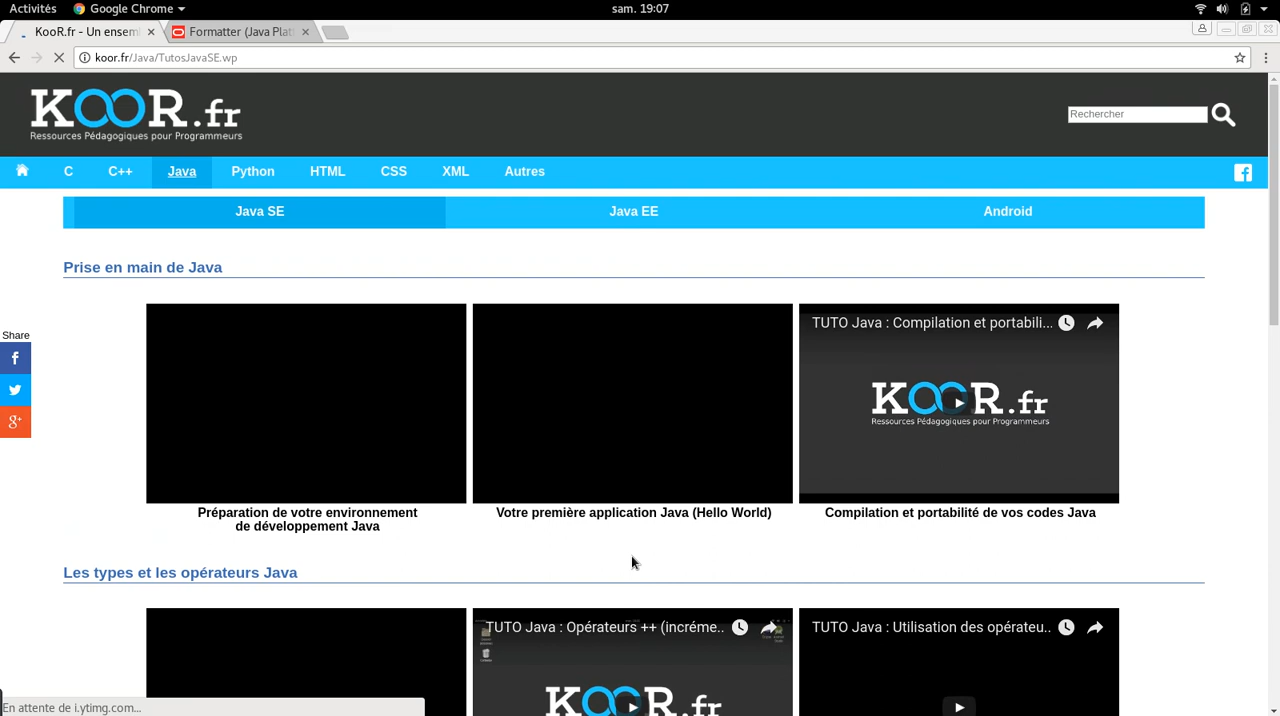 Activités Google Chrome sam. 19:07
KooR.fr - Un ensem Formatter (Java Plat
koor.fr/Java/TutosJavaSE.wp
KOOR.fr
Ressources Pédagogiques pour Programmeurs
Rechercher
C C++ Java Python HTML CSS XML Autres
Java SE Java EE Android
Prise en main de Java
Share
TUTO Java : Compilation et portabili...
KOOR.fr
Ressources Pédagogiques pour Programmeurs
Préparation de votre environnement
de développement Java
Votre première application Java (Hello World)
Compilation et portabilité de vos codes Java
Les types et les opérateurs Java
TUTO Java : Opérateurs ++ (incréme...
TUTO Java : Utilisation des opérateu...
KOOR.fr
En attente de i.ytimg.com...